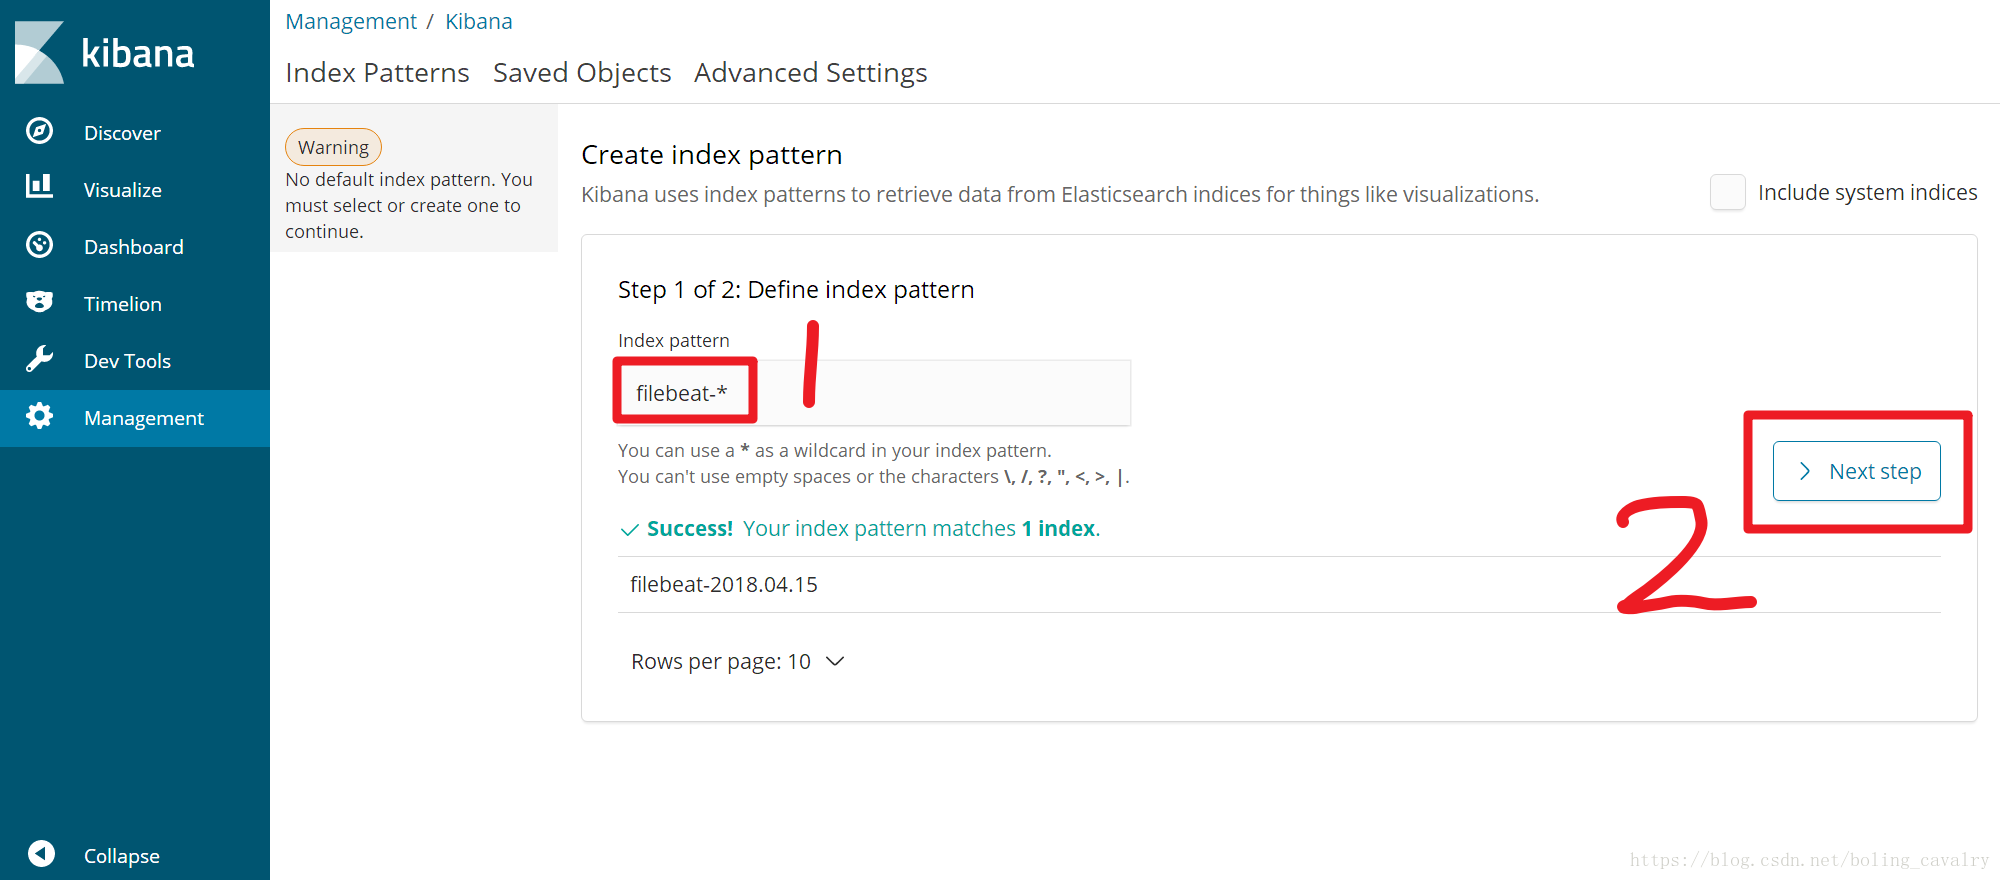 kibana
Discover
Visualize
Dashboard
Timelion
Dev Tools
Management
Collapse
Management / Kibana
Index Patterns Saved Objects Advanced Settings
Warning
No default index pattern. You
must select or create one to
continue.
Create index pattern
Kibana uses index patterns to retrieve data from Elasticsearch indices for things like visualizations.
Include system indices
Step 1 of 2: Define index pattern
Index pattern
filebeat-*
1
You can use a * as a wildcard in your index pattern.
You can't use empty spaces or the characters \, /, ?, ", <, >, |.
Next step
2
Success! Your index pattern matches 1 index.
filebeat-2018.04.15
Rows per page: 10
https://blog.csdn.net/boling_cavalry